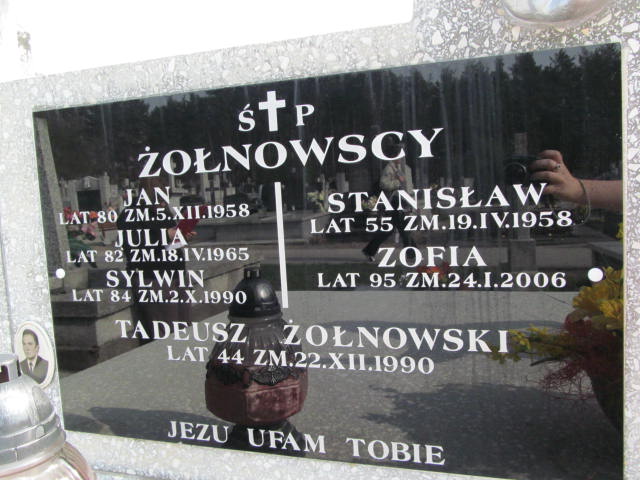 Ś P
ŻOŁNOWSCY
JAN
LAT 80 ZM.5.XII.1958
JULIA
LAT 82 ZM.18.IV.1965
SYLWIN
LAT 84 ZM.2.X.1990
STANISŁAW
LAT 55 ZM.19.IV.1958
ZOFIA
LAT 95 ZM.24.I.2006
TADEUSZ ŻOŁNOWSKI
LAT 44 ZM.22.XII.1990
JEZU UFAM TOBIE